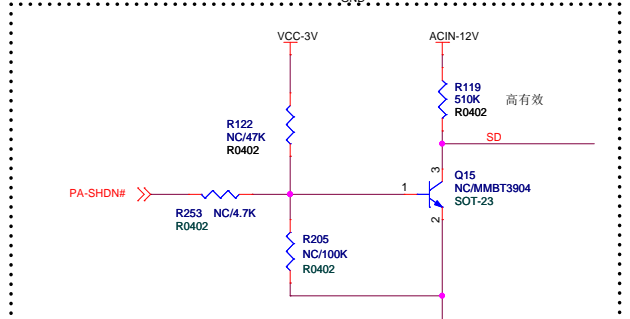 GND
VCC-3V
ACIN-12V
R119
510K
R0402
高有效
R122
NC/47K
R0402
SD
3
Q15
NC/MMBT3904
SOT-23
PA-SHDN#
1
R253 NC/4.7K
R0402
2
R205
NC/100K
R0402